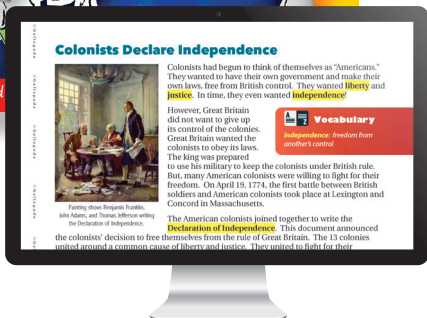 Colonists Declare Independence
Colonists had begun to think of themselves as "Americans."
They wanted to have their own government and make their
own laws, free from British control. They wanted liberty and
justice. In time, they even wanted independence!
However, Great Britain
did not want to give up
its control of the colonies.
Great Britain wanted the
colonists to obey its laws.
The king was prepared
to use his military to keep the colonists under British rule.
But, many American colonists were willing to fight for their
freedom. On April 19, 1774, the first battle between British
soldiers and American colonists took place at Lexington and
Concord in Massachusetts.
Vocabulary
independence: freedom from
another's control
Painting shows Benjamin Franklin,
John Adams, and Thomas Jefferson writing
the Declaration of Independence.
The American colonists joined together to write the
Declaration of Independence. This document announced
the colonists' decision to free themselves from the rule of Great Britain. The 13 colonies
united around a common cause of liberty and justice. They united to fight for their